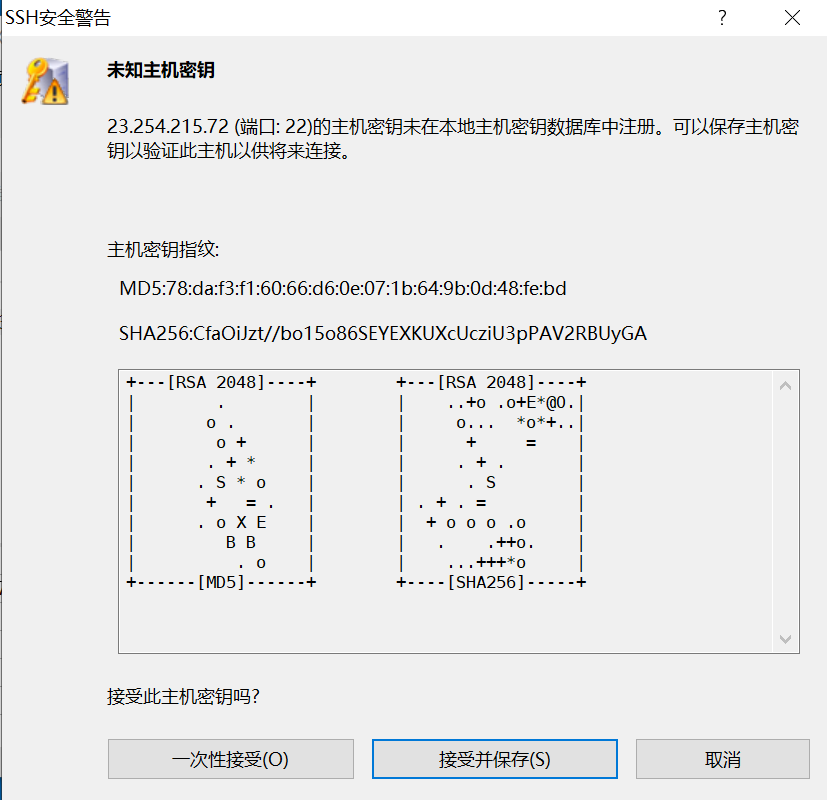 SSH安全警告
未知主机密钥
23.254.215.72 (端口: 22)的主机密钥未在本地主机密钥数据库中注册。可以保存主机密
钥以验证此主机以供将来连接。
主机密钥指纹:
MD5:78:da:f3:f1:60:66:d6:0e:07:1b:64:9b:0d:48:fe:bd
SHA256:CfaOiJzt//bo15o86SEYEXKUXcUcziU3pPAV2RBUyGA
+---[RSA 2048]----+        +---[RSA 2048]----+
|        .        |        |    ..+o .o+E*@O.|
|       o .       |        |     o...  *o*+..|
|        o +      |        |      +     =    |
|       . + *     |        |     . + .       |
|      . S * o    |        |      . S        |
|       +   = .   |        | . + . =         |
|      . o X E    |        |  + o o o .o     |
|         B B     |        |   .    .++o.    |
|          . o    |        |    ...+++*o     |
+------[MD5]------+        +----[SHA256]-----+
接受此主机密钥吗?
一次性接受(O)
接受并保存(S)
取消